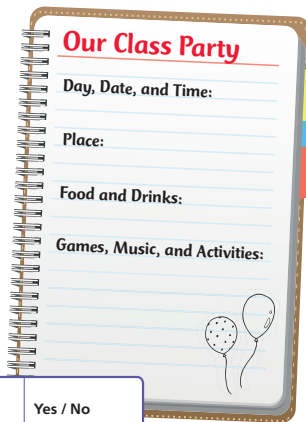 Our Class Party
Day, Date, and Time:
Place:
Food and Drinks:
Games, Music, and Activities:
Yes / No